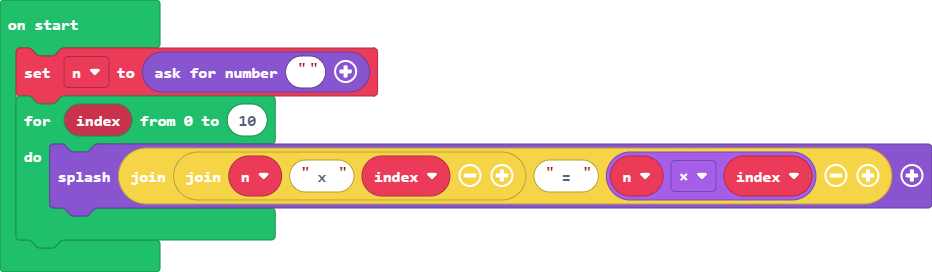 on start
set n to ask for number " "
for index from 0 to 10
do splash join join n " x " index " = " n × index